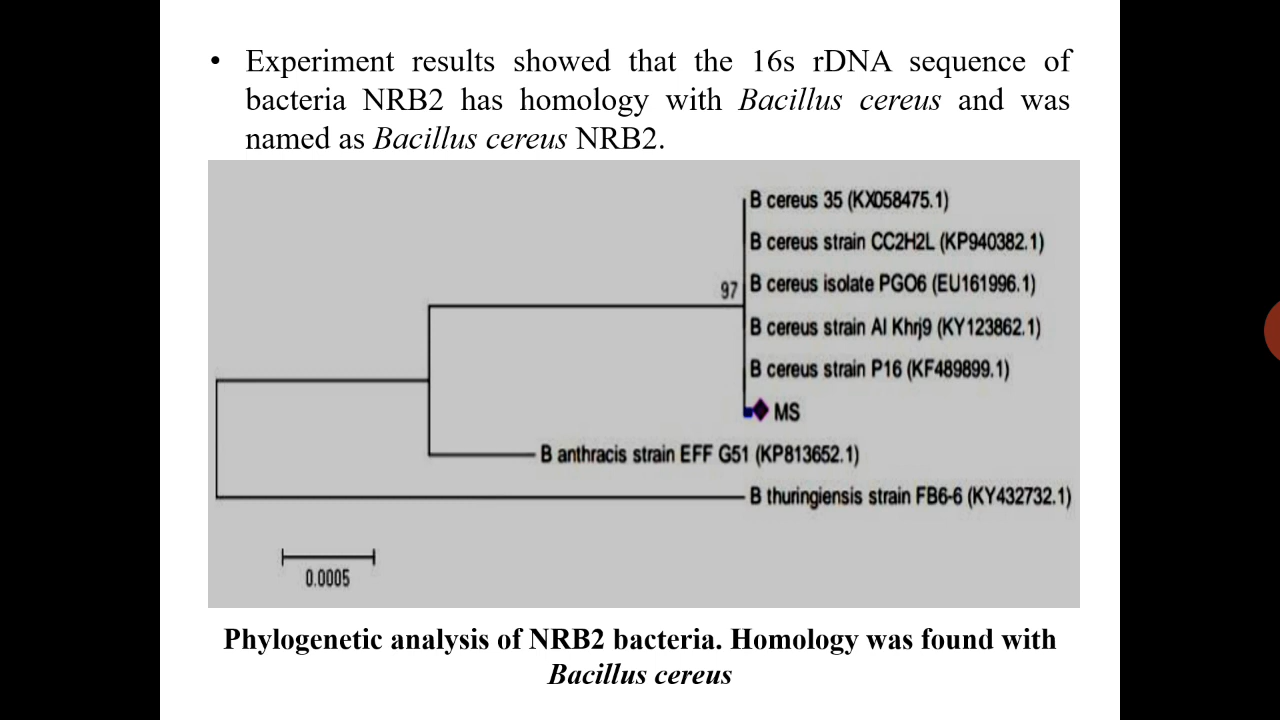 • Experiment results showed that the 16s rDNA sequence of
bacteria NRB2 has homology with Bacillus cereus and was
named as Bacillus cereus NRB2.
B cereus 35 (KX058475.1)
B cereus strain CC2H2L (KP940382.1)
97
B cereus isolate PGO6 (EU161996.1)
B cereus strain Al Khrj9 (KY123862.1)
B cereus strain P16 (KF489899.1)
MS
B anthracis strain EFF G51 (KP813652.1)
B thuringiensis strain FB6-6 (KY432732.1)
0.0005
Phylogenetic analysis of NRB2 bacteria. Homology was found with
Bacillus cereus